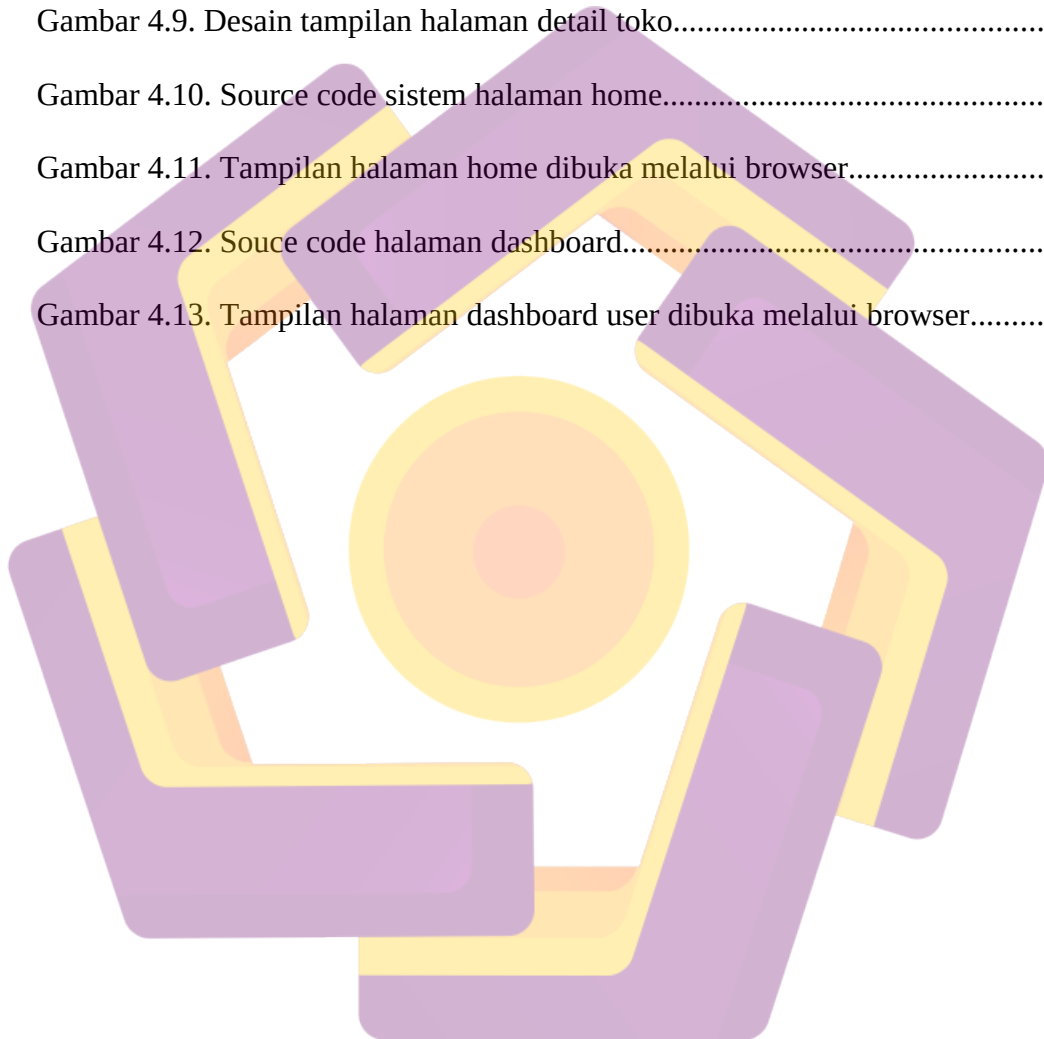 Gambar 4.9. Desain tampilan halaman detail toko...............................................
Gambar 4.10. Source code sistem halaman home................................................
Gambar 4.11. Tampilan halaman home dibuka melalui browser.........................
Gambar 4.12. Souce code halaman dashboard.....................................................
Gambar 4.13. Tampilan halaman dashboard user dibuka melalui browser.........